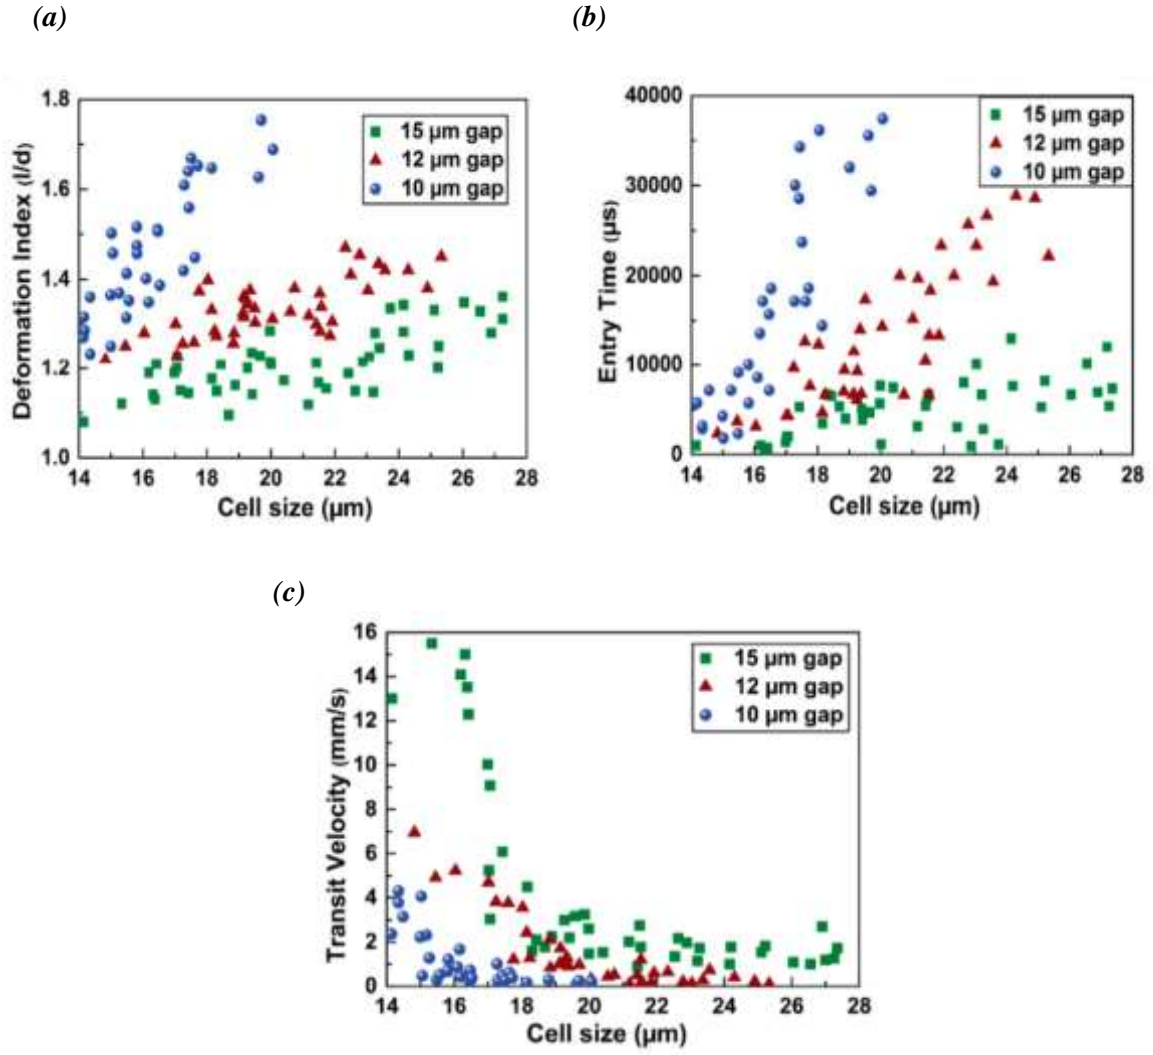 (a)
(b)
1.8
1.6
1.4
1.2
1.0
Deformation Index (l/d)
15 µm gap
12 µm gap
10 µm gap
14 16 18 20 22 24 26 28
Cell size (µm)
40000
30000
20000
10000
0
Entry Time (µs)
15 µm gap
12 µm gap
10 µm gap
14 16 18 20 22 24 26 28
Cell size (µm)
(c)
16
14
12
10
8
6
4
2
0
Transit Velocity (mm/s)
15 µm gap
12 µm gap
10 µm gap
14 16 18 20 22 24 26 28
Cell size (µm)